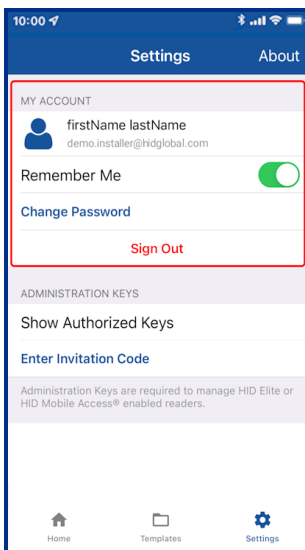 10:00
Settings
About
MY ACCOUNT
firstName lastName
demo.installer@hidglobal.com
Remember Me
Change Password
Sign Out
ADMINISTRATION KEYS
Show Authorized Keys
Enter Invitation Code
Administration Keys are required to manage HID Elite or
HID Mobile Access® enabled readers.
Home
Templates
Settings